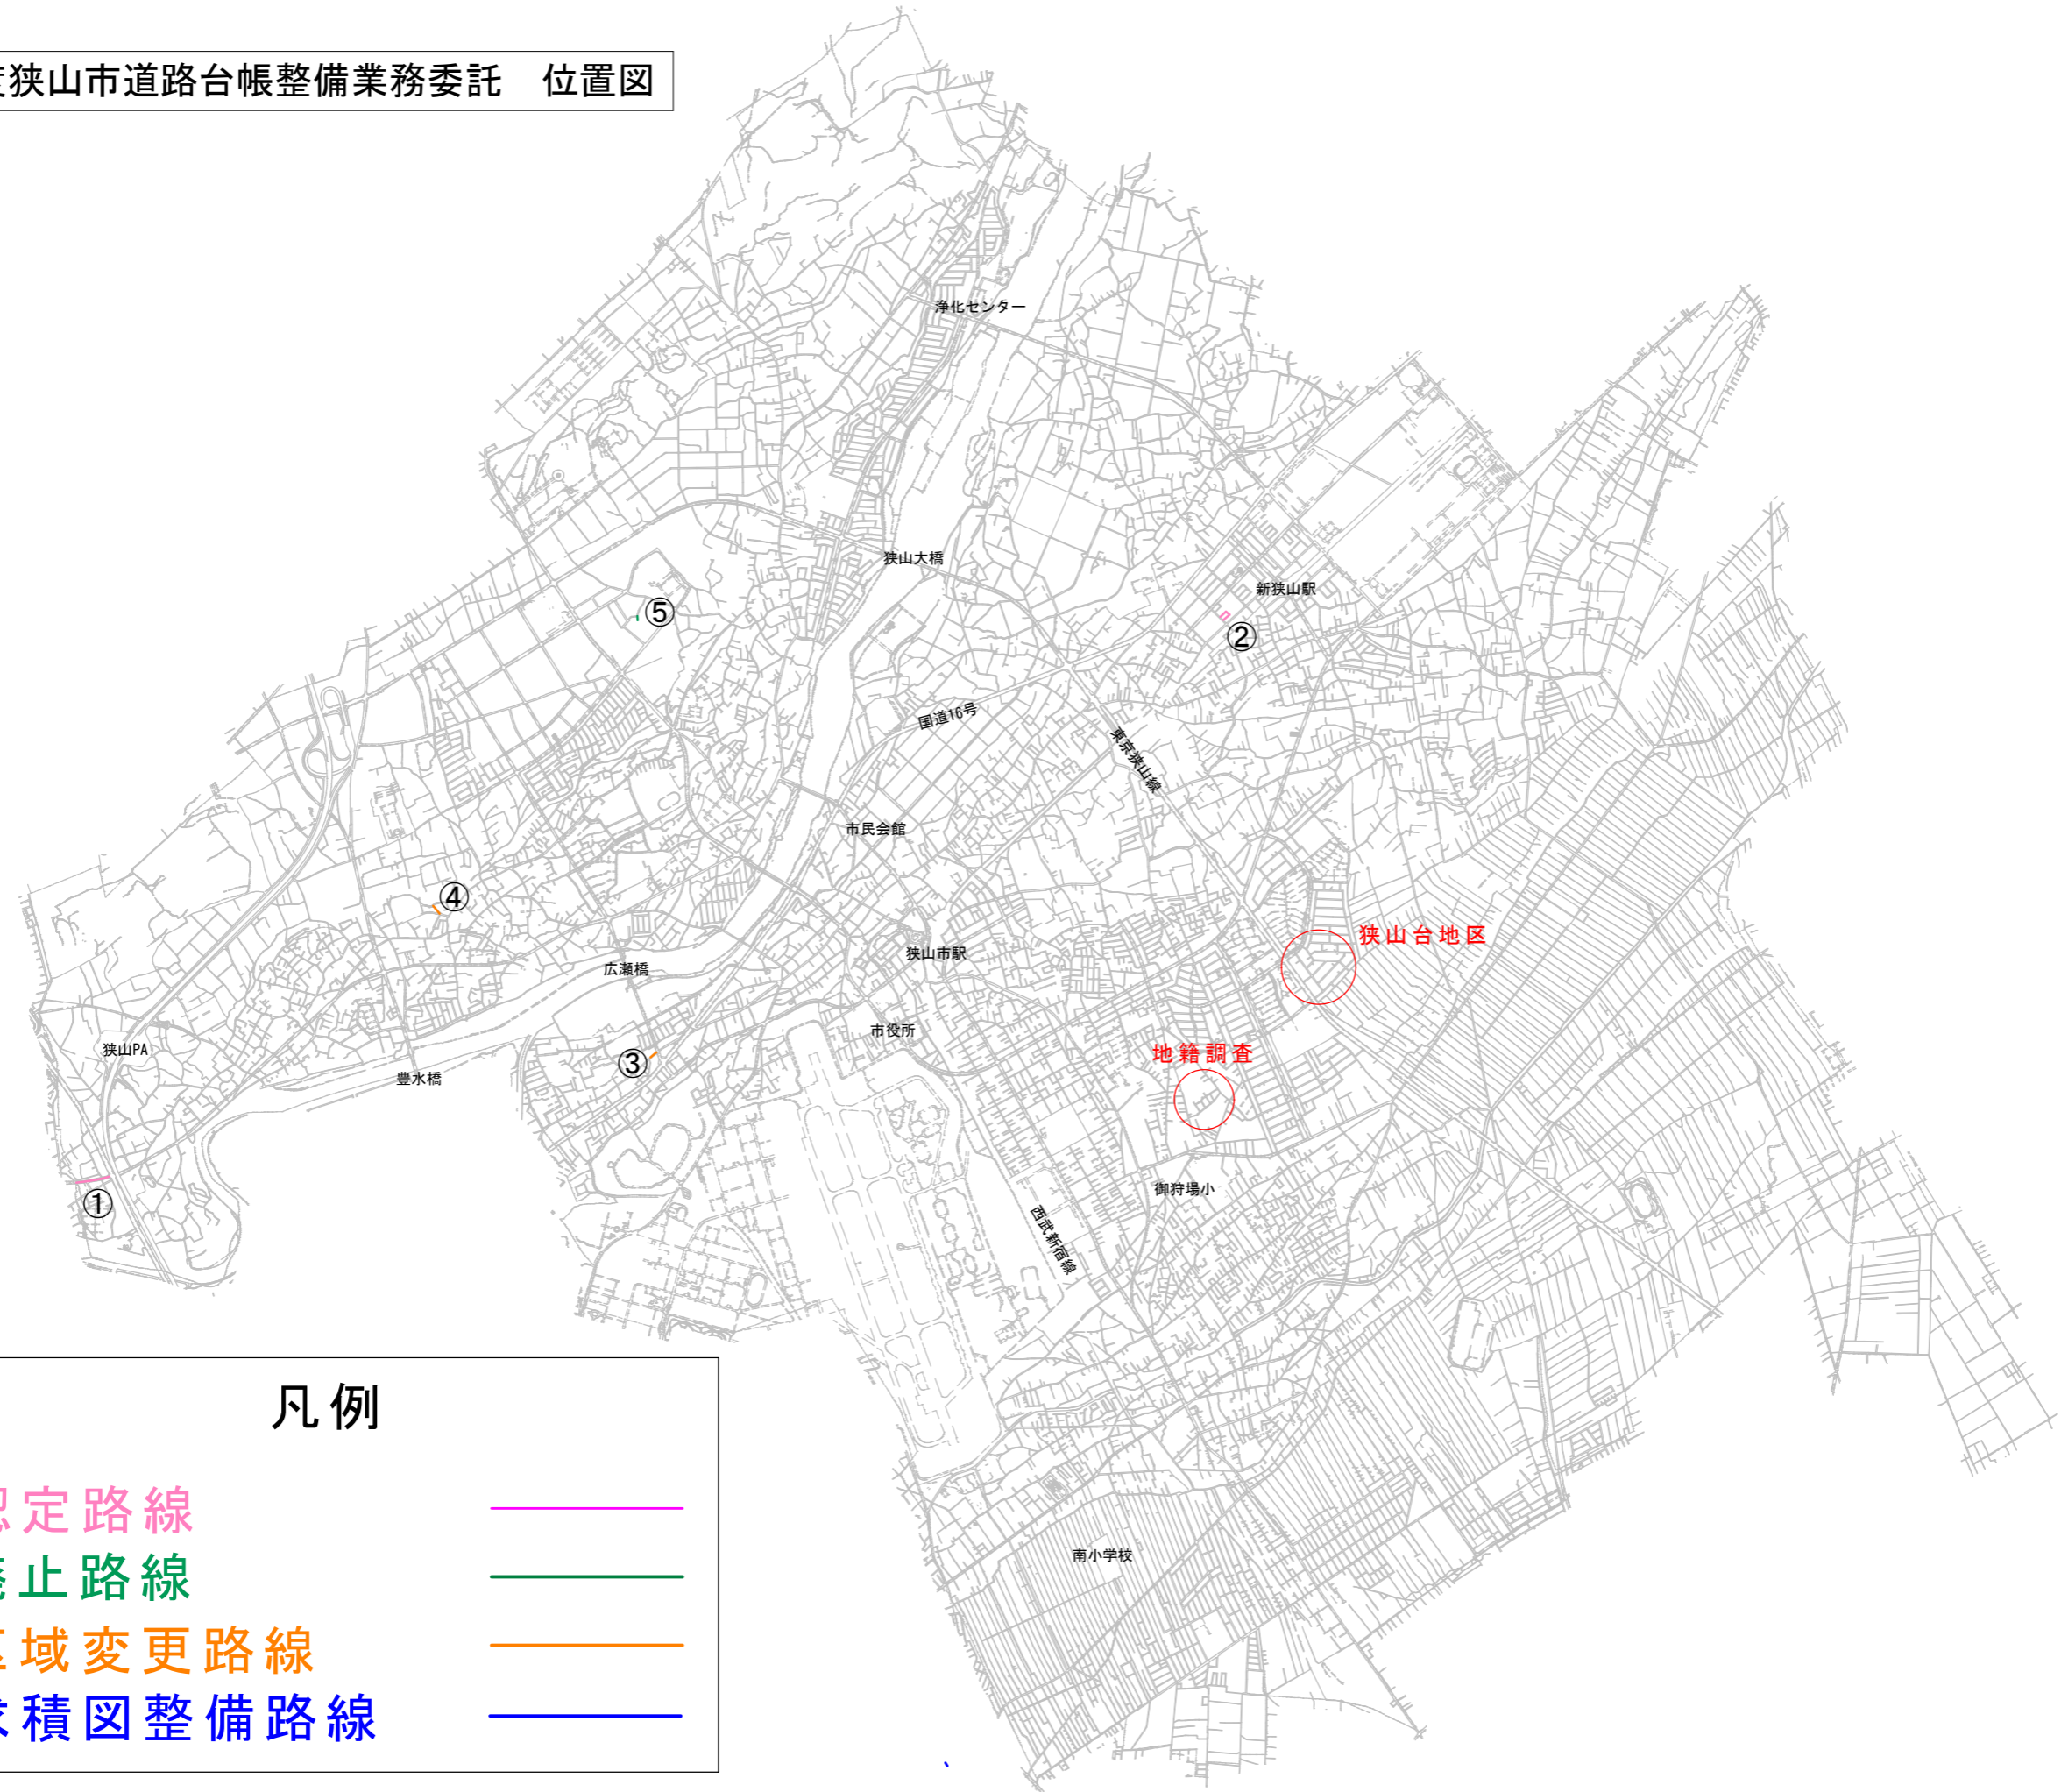 度狭山市道路台帳整備業務委託 位置図
浄化センター
狭山大橋
新狭山駅
⑤
②
国道16号
東京狭山線
市民会館
④
狭山台地区
狭山市駅
広瀬橋
市役所
狭山PA
③
地籍調査
豊水橋
御狩場小
①
西武新宿線
凡例
認定路線
廃止路線
区域変更路線
求積図整備路線
南小学校